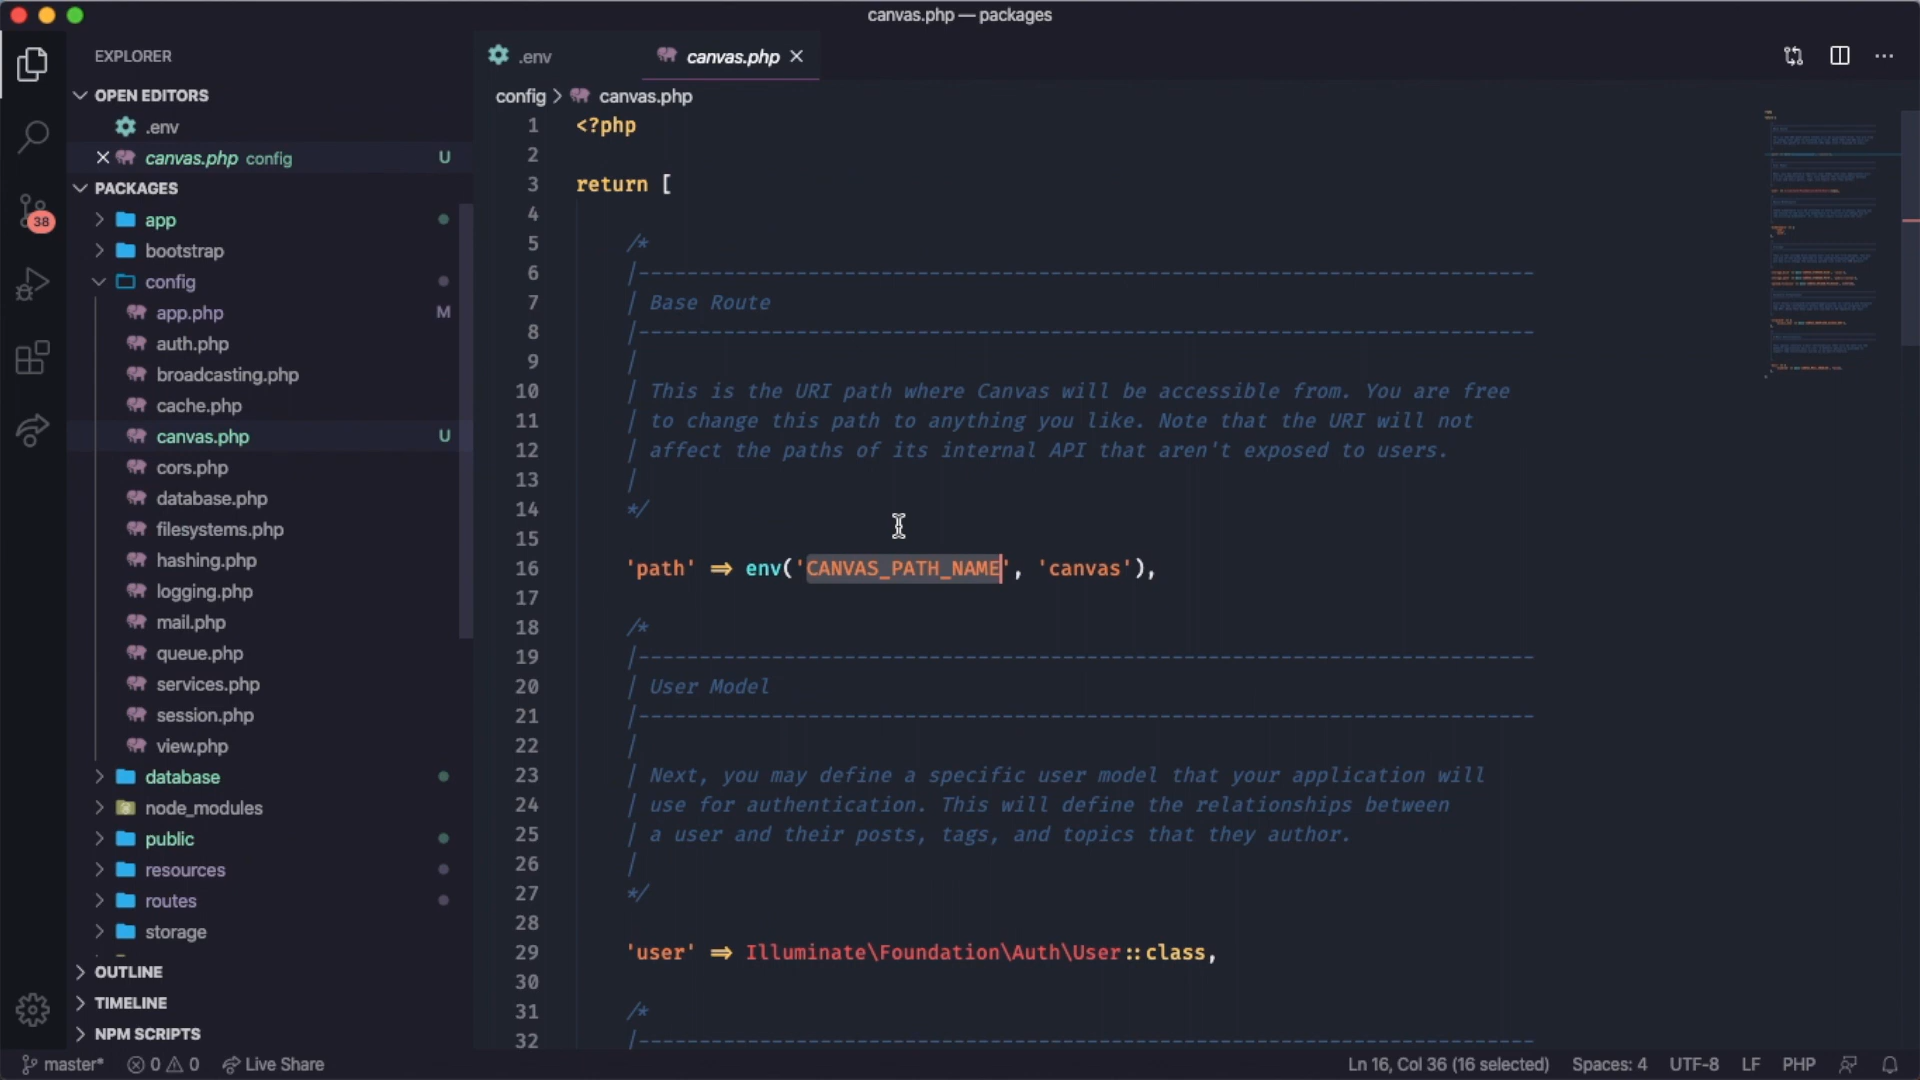 canvas.php — packages
EXPLORER
OPEN EDITORS
.env
canvas.php config U
PACKAGES
app
bootstrap
config
app.php M
auth.php
broadcasting.php
cache.php
canvas.php U
cors.php
database.php
filesystems.php
hashing.php
logging.php
mail.php
queue.php
services.php
session.php
view.php
database
node_modules
public
resources
routes
storage
OUTLINE
TIMELINE
NPM SCRIPTS
38
.env
canvas.php
config > canvas.php
1 <?php
2
3 return [
4
5 /*
6 |--------------------------------------------------------------------------
7 | Base Route
8 |--------------------------------------------------------------------------
9 |
10 | This is the URI path where Canvas will be accessible from. You are free
11 | to change this path to anything you like. Note that the URI will not
12 | affect the paths of its internal API that aren't exposed to users.
13 |
14 */
15
16 'path' => env('CANVAS_PATH_NAME', 'canvas'),
17
18 /*
19 |--------------------------------------------------------------------------
20 | User Model
21 |--------------------------------------------------------------------------
22 |
23 | Next, you may define a specific user model that your application will
24 | use for authentication. This will define the relationships between
25 | a user and their posts, tags, and topics that they author.
26 |
27 */
28
29 'user' => Illuminate\Foundation\Auth\User::class,
30
31 /*
32 |--------------------------------------------------------------------------
master* 0 0 Live Share
Ln 16, Col 36 (16 selected) Spaces: 4 UTF-8 LF PHP